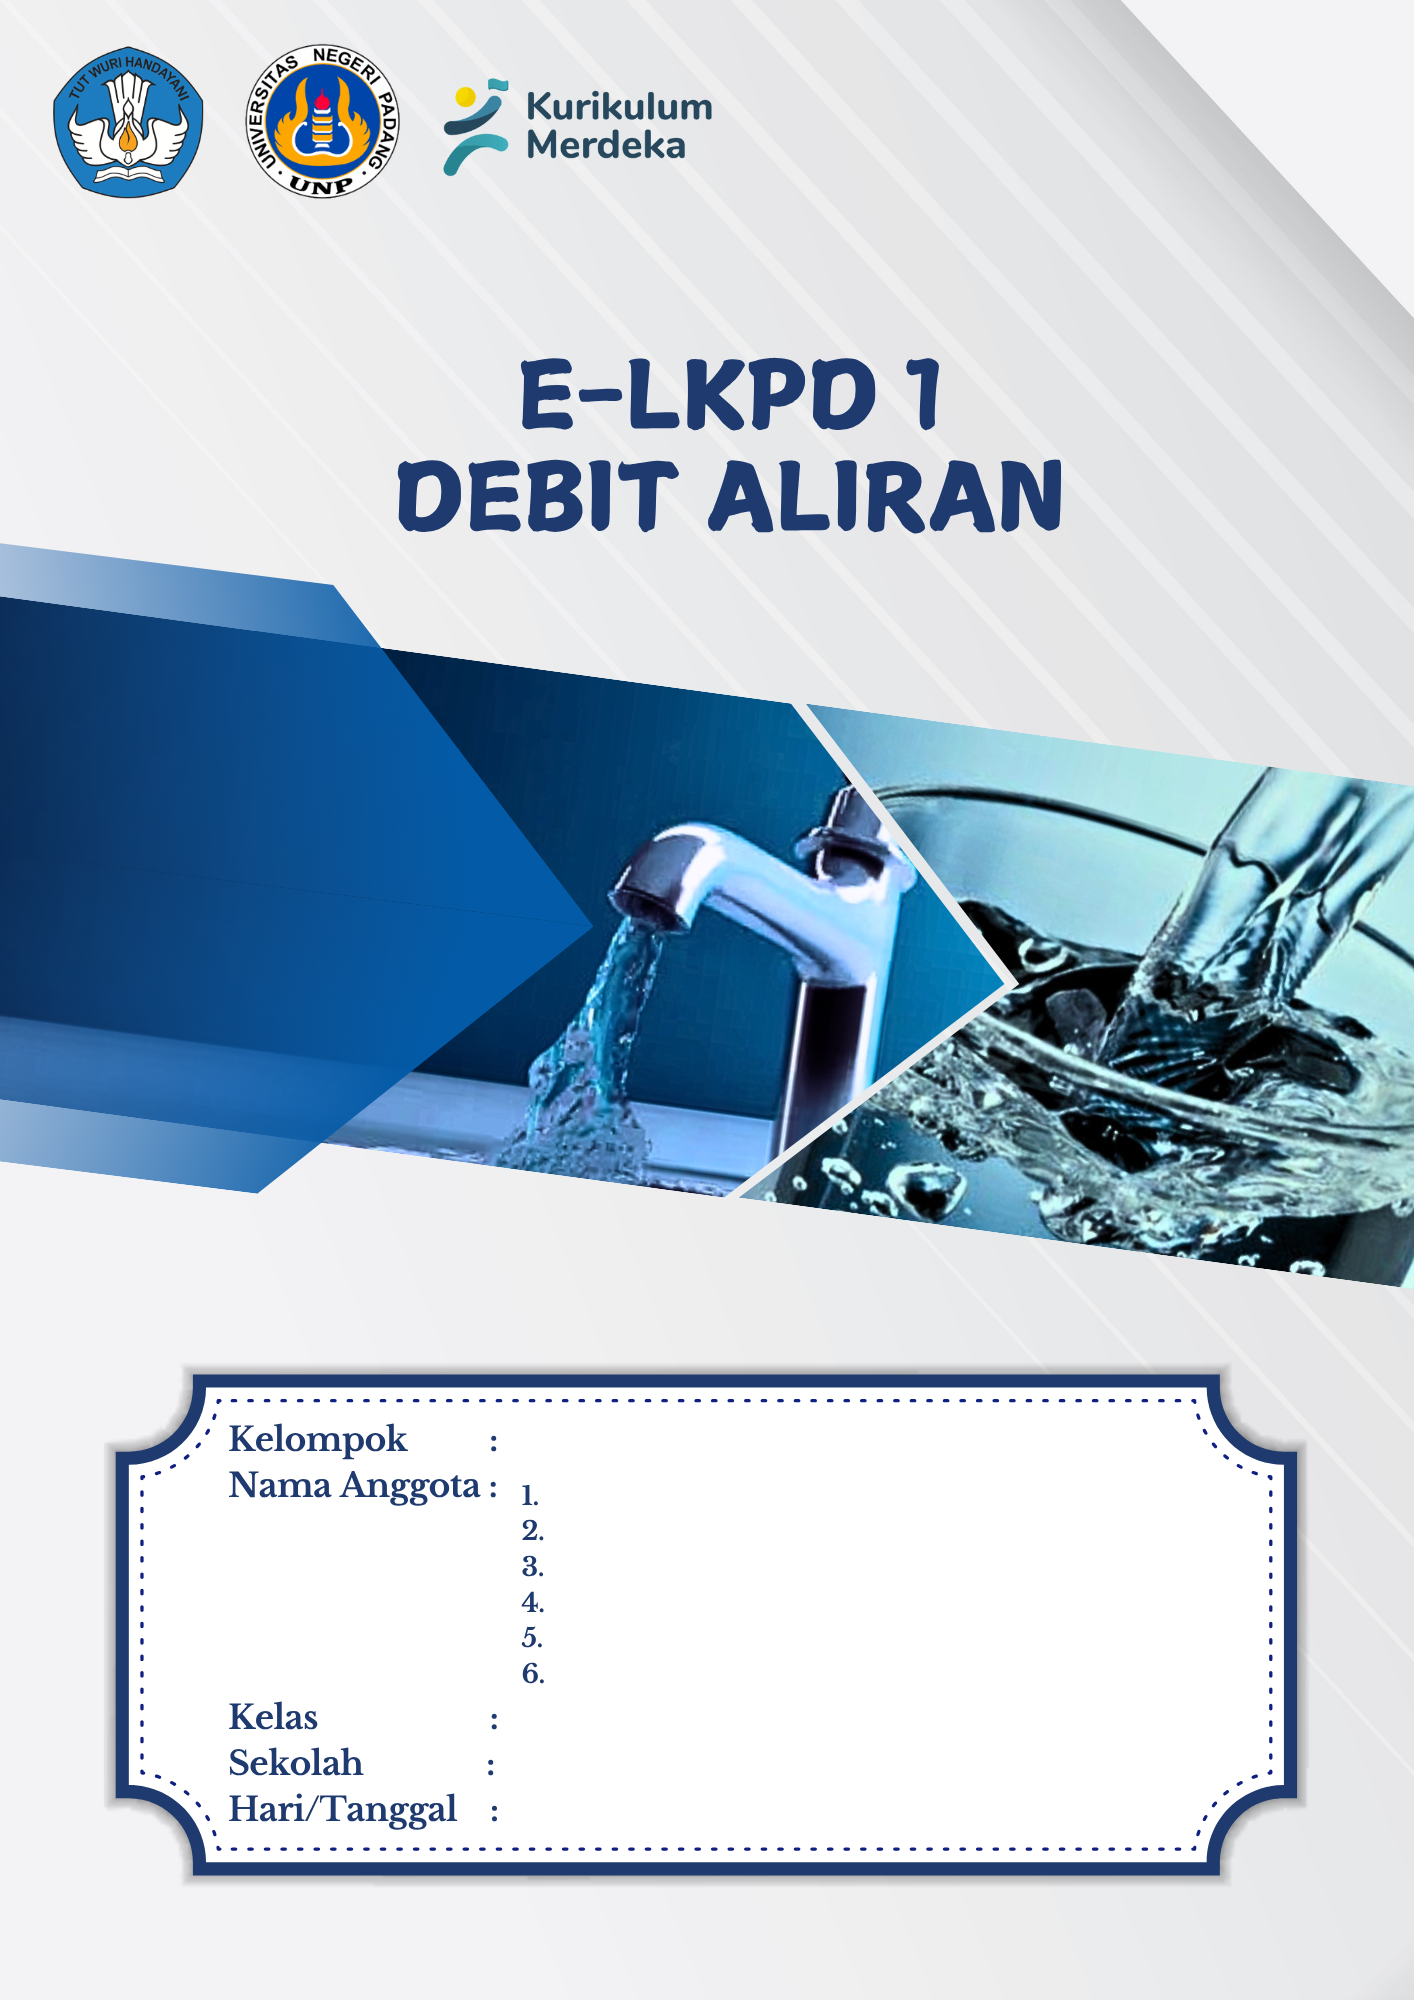 TUT WURI HANDAYANI
UNIVERSITAS NEGERI PADANG
UNP
Kurikulum
Merdeka
E-LKPD 1
DEBIT ALIRAN
Kelompok :
Nama Anggota : 1.
2.
3.
4.
5.
6.
Kelas :
Sekolah :
Hari/Tanggal :